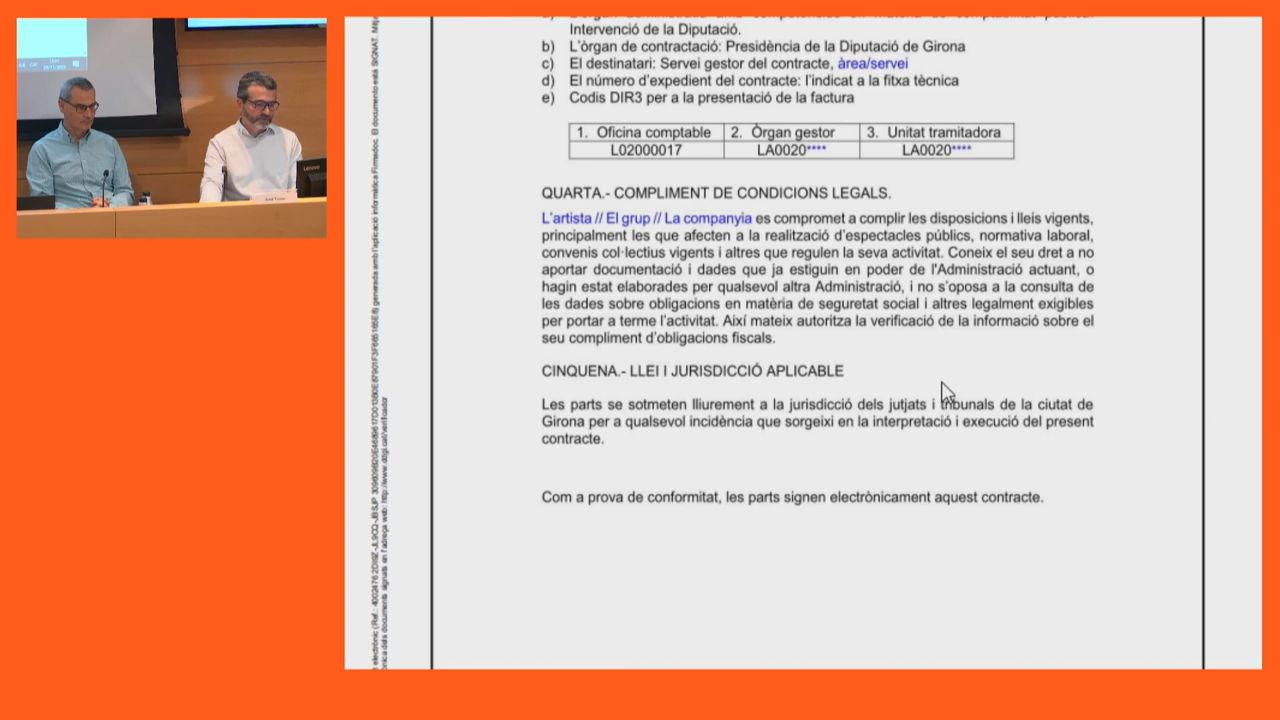 Intervenció de la Diputació.
b) L'òrgan de contractació: Presidència de la Diputació de Girona
c) El destinatari: Servei gestor del contracte, àrea/servei
d) El número d'expedient del contracte: l'indicat a la fitxa tècnica
e) Codis DIR3 per a la presentació de la factura
1. Oficina comptable 2. Òrgan gestor 3. Unitat tramitadora
L02000017 LA0020**** LA0020****
QUARTA.- COMPLIMENT DE CONDICIONS LEGALS.
L'artista // El grup // La companyia es compromet a complir les disposicions i lleis vigents,
principalment les que afecten a la realització d'espectacles públics, normativa laboral,
convenis col·lectius vigents i altres que regulen la seva activitat. Coneix el seu dret a no
aportar documentació i dades que ja estiguin en poder de l'Administració actuant, o
hagin estat elaborades per qualsevol altra Administració, i no s'oposa a la consulta de
les dades sobre obligacions en matèria de seguretat social i altres legalment exigibles
per portar a terme l'activitat. Així mateix autoritza la verificació de la informació sobre el
seu compliment d'obligacions fiscals.
CINQUENA.- LLEI I JURISDICCIÓ APLICABLE
Les parts se sotmeten lliurement a la jurisdicció dels jutjats i tribunals de la ciutat de
Girona per a qualsevol incidència que sorgeixi en la interpretació i execució del present
contracte.
Com a prova de conformitat, les parts signen electrònicament aquest contracte.
Lenovo